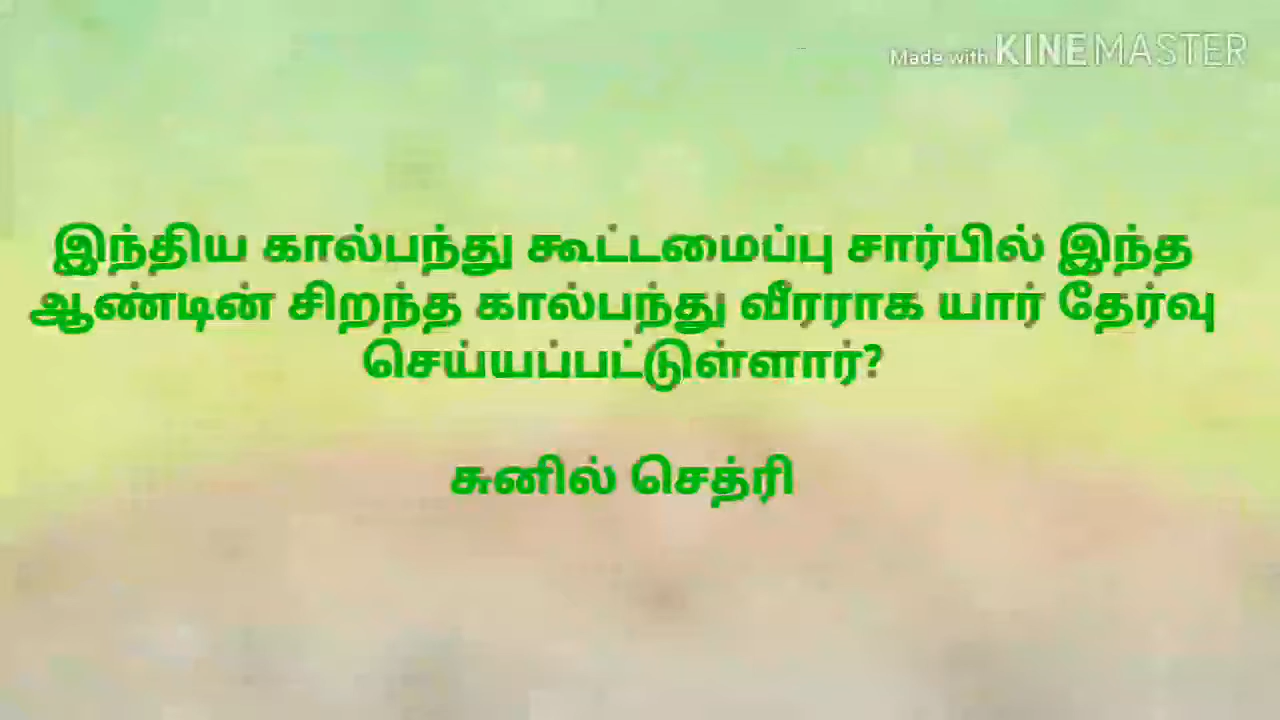 Made with KINEMASTER
இந்திய கால்பந்து கூட்டமைப்பு சார்பில் இந்த
ஆண்டின் சிறந்த கால்பந்து வீரராக யார் தேர்வு
செய்யப்பட்டுள்ளார்?
சுனில் செத்ரி